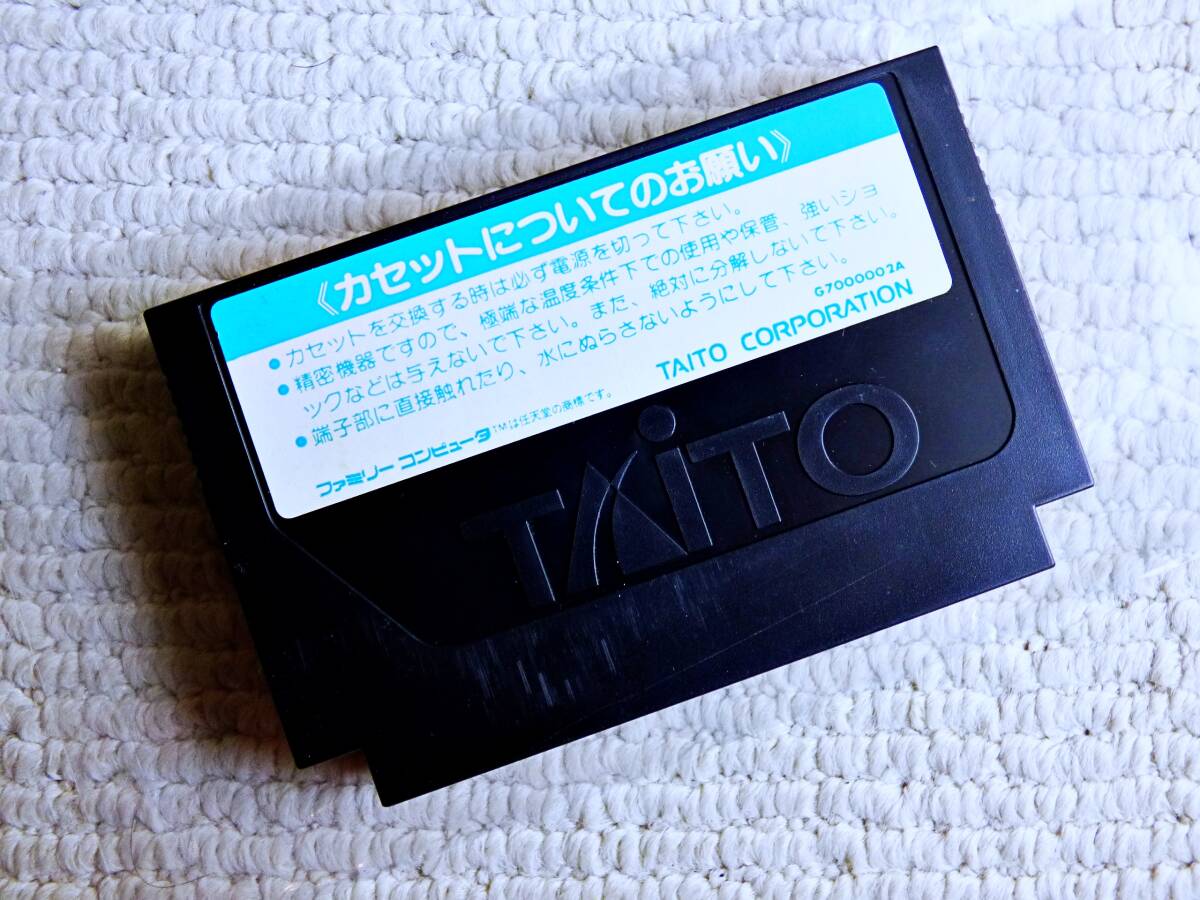 《カセットについてのお願い》
●カセットを交換する時は必ず電源を切って下さい。
●精密機器ですので、極端な温度条件下での使用や保管、強いショ
ックなどは与えないで下さい。また、絶対に分解しないで下さい。
●端子部に直接触れたり、水にぬらさないようにして下さい。
G7000002A
ファミリーコンピュータ™は任天堂の商標です。
TAITO CORPORATION
TAITO